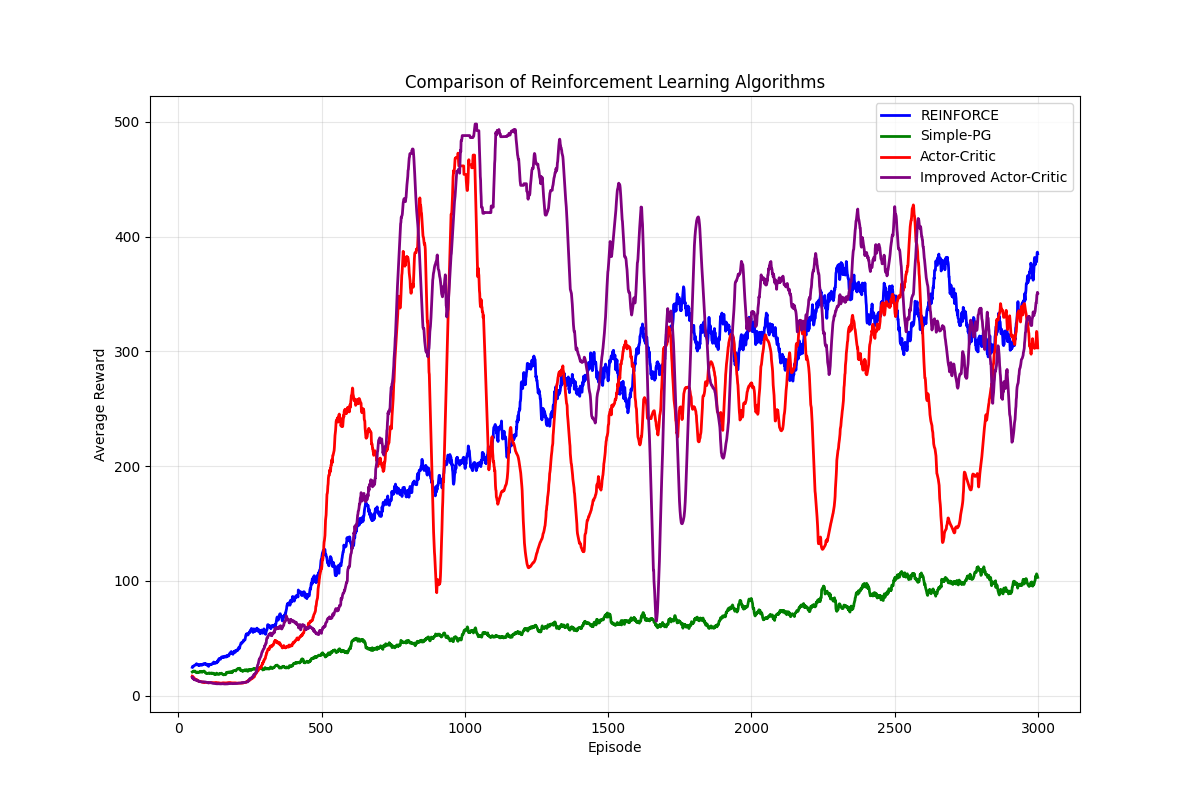 Comparison of Reinforcement Learning Algorithms
REINFORCE
Simple-PG
Actor-Critic
Improved Actor-Critic
Average Reward
500
400
300
200
100
0
0 500 1000 1500 2000 2500 3000
Episode